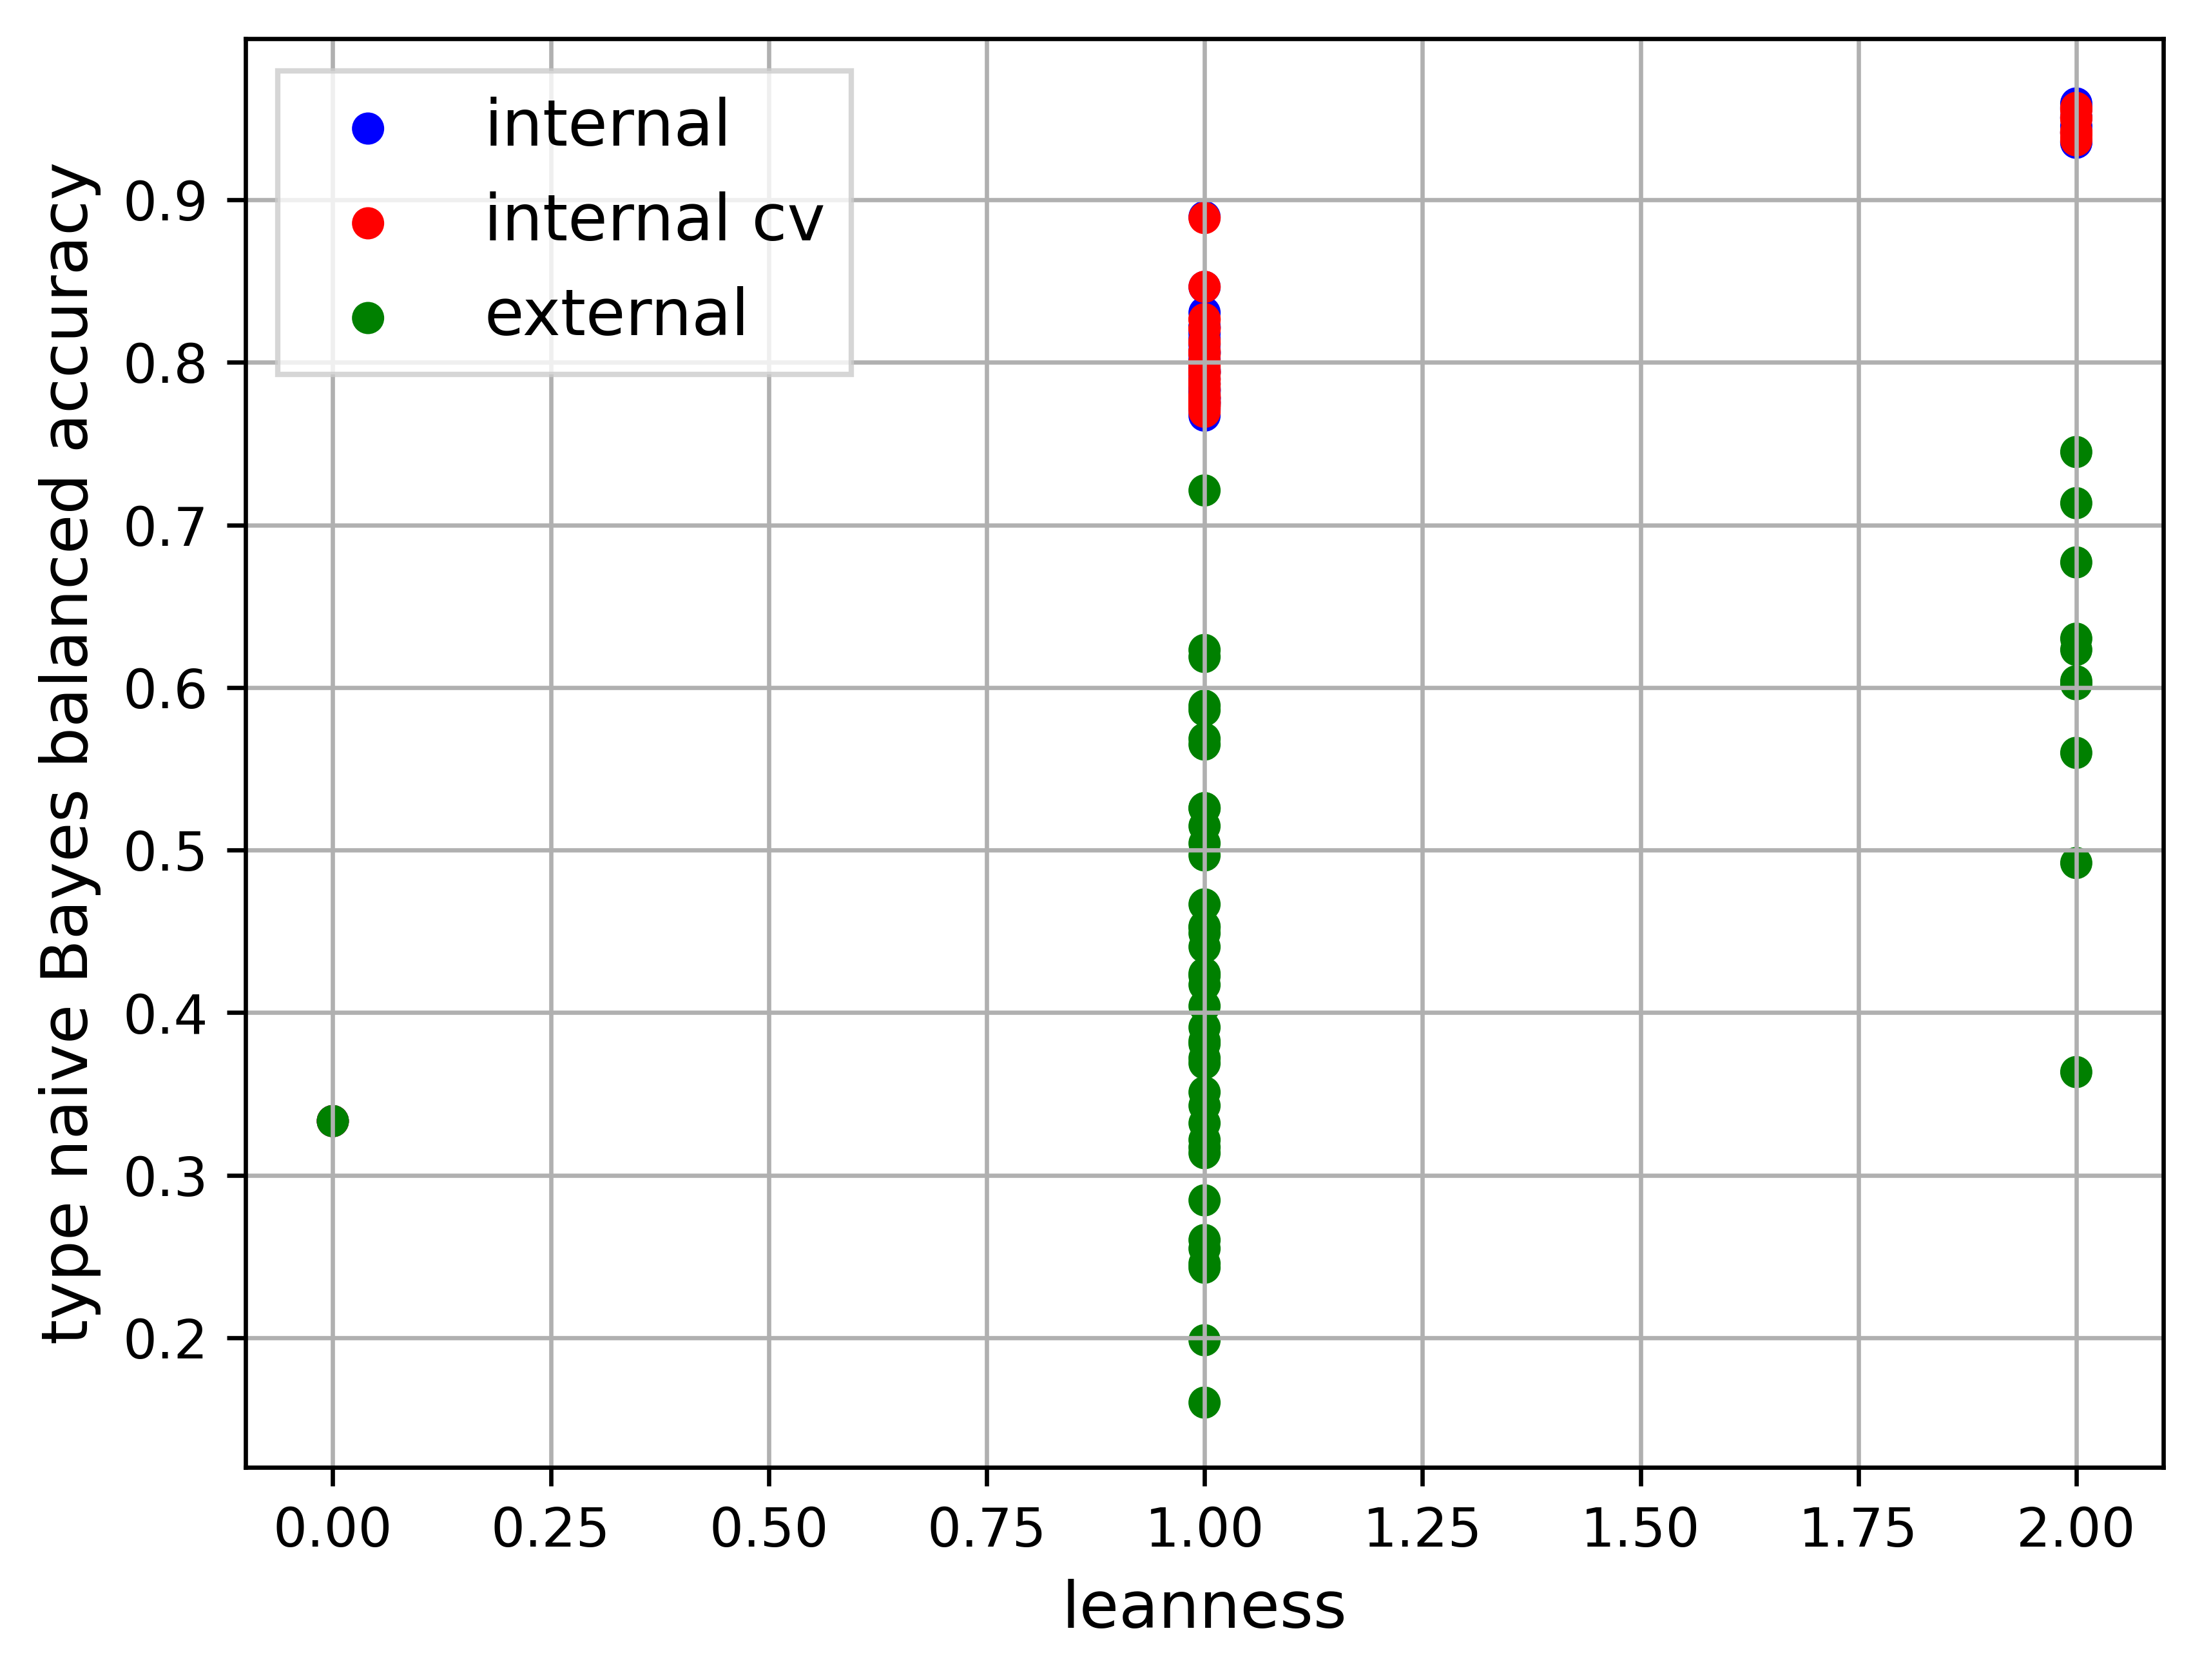 internal
internal cv
external
type naive Bayes balanced accuracy
0.9
0.8
0.7
0.6
0.5
0.4
0.3
0.2
0.00 0.25 0.50 0.75 1.00 1.25 1.50 1.75 2.00
leanness